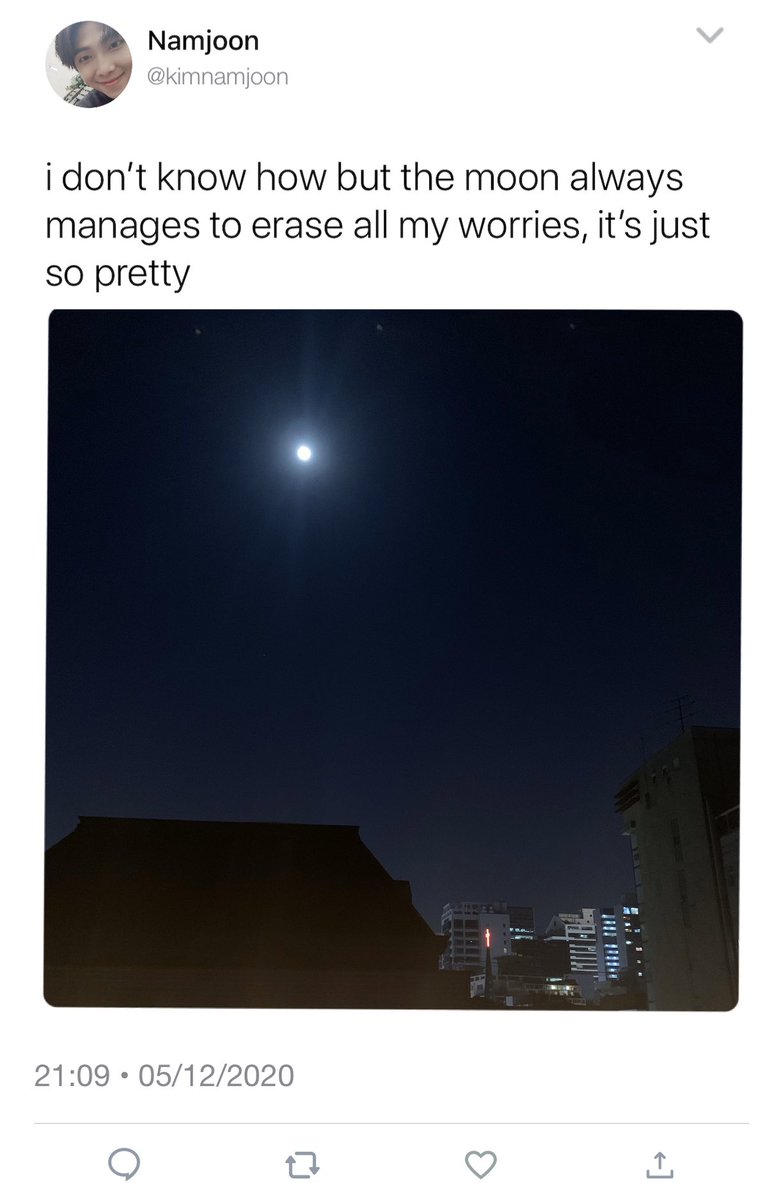 Namjoon
@kimnamjoon
i don’t know how but the moon always
manages to erase all my worries, it’s just
so pretty
21:09 • 05/12/2020